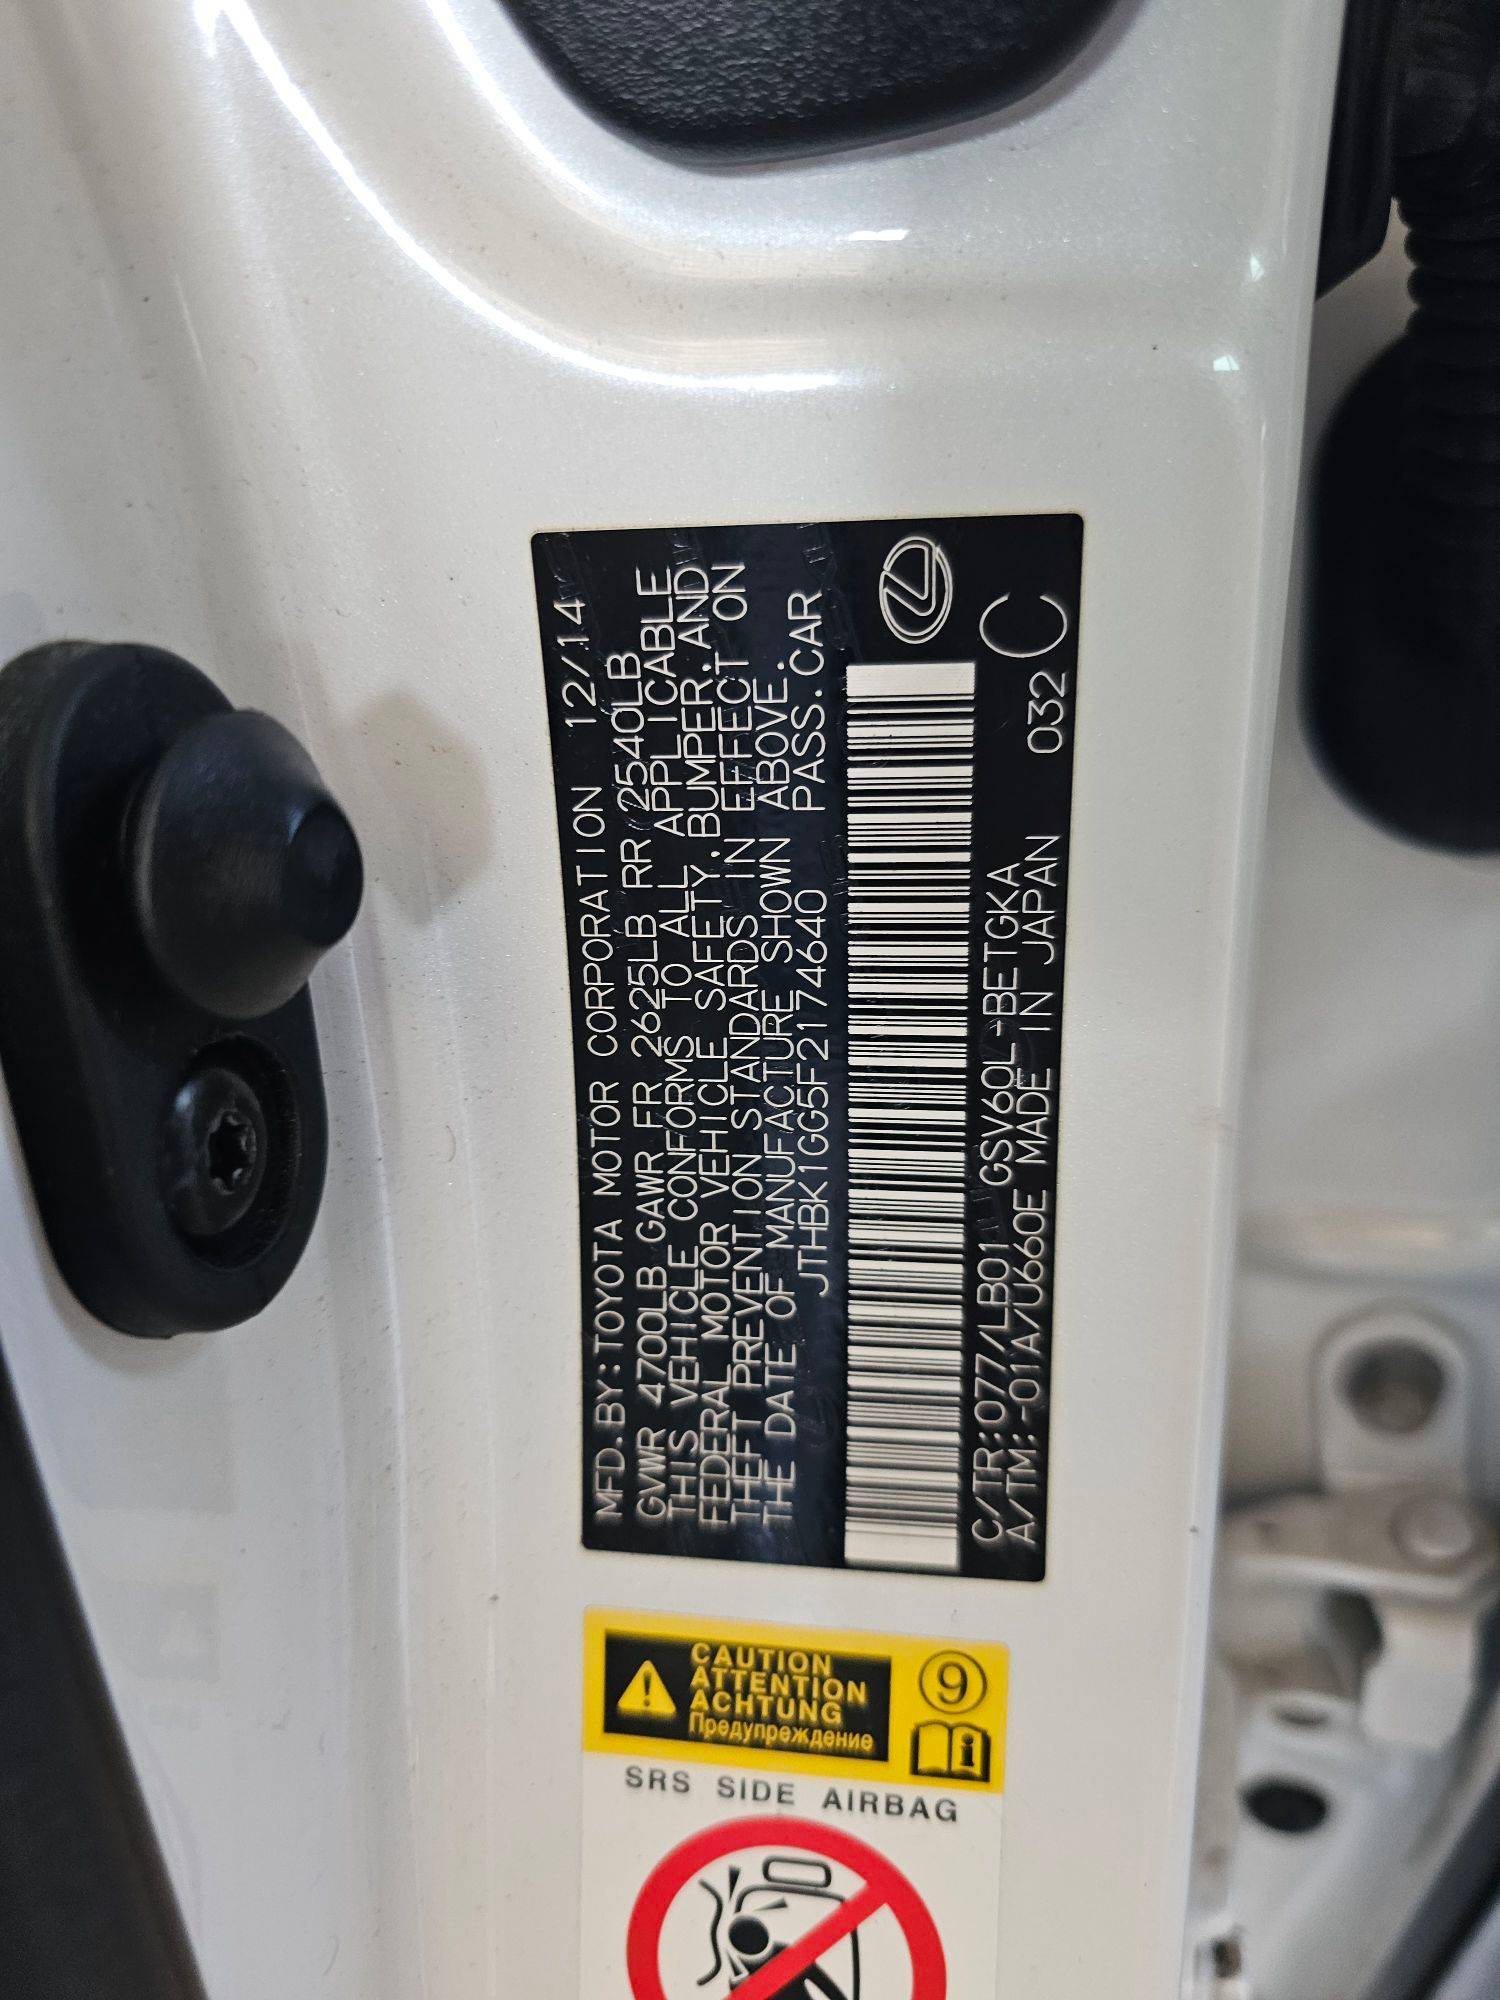 MFD.BY:TOYOTA MOTOR CORPORATION 12/14
GVWR 4700LB GAWR FR 2625LB RR 2540LB
THIS VEHICLE CONFORMS TO ALL APPLICABLE
FEDERAL MOTOR VEHICLE SAFETY,BUMPER,AND
THEFT PREVENTION STANDARDS IN EFFECT ON
THE DATE OF MANUFACTURE SHOWN ABOVE.
JTHBK1GG5F2174640 PASS.CAR
C/TR:077/LB01 GSV60L-BETGKA
A/TM:-01A/U660E MADE IN JAPAN 032 C
CAUTION
ATTENTION
ACHTUNG
Предупреждение
9
i
SRS SIDE AIRBAG